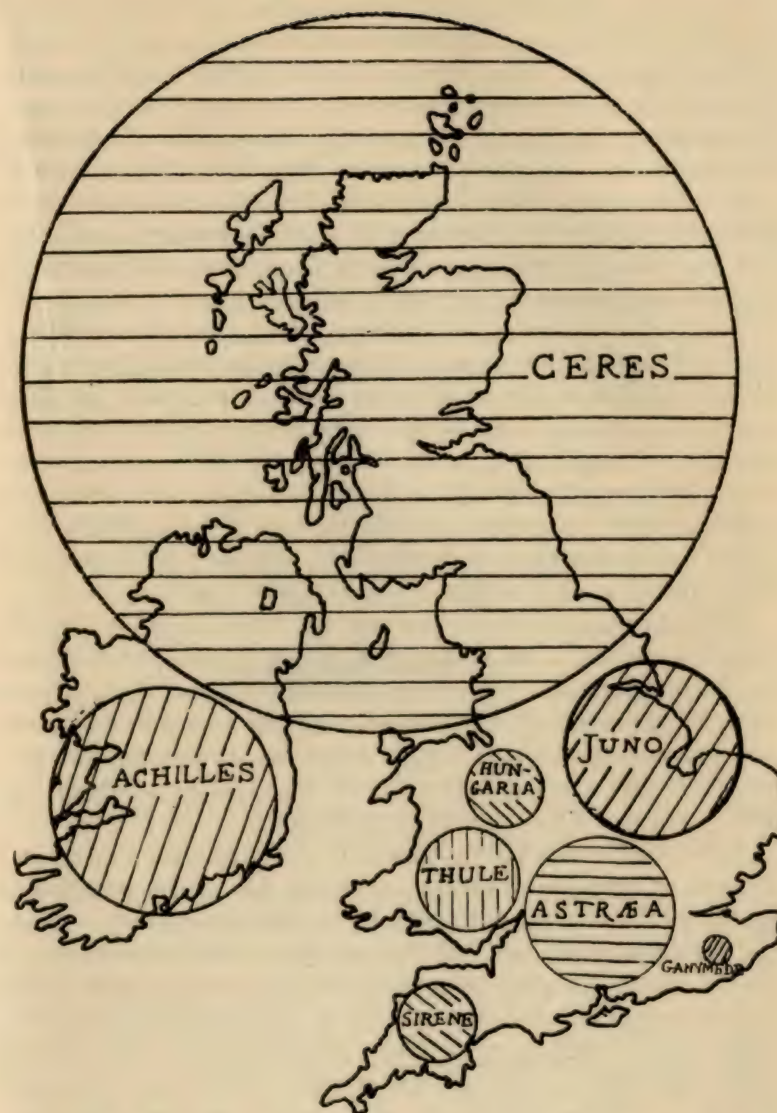 CERES
JUNO
ACHILLES
HUN-
GARIA
THULE
ASTRÆA
GANYMEDE
SIRENE